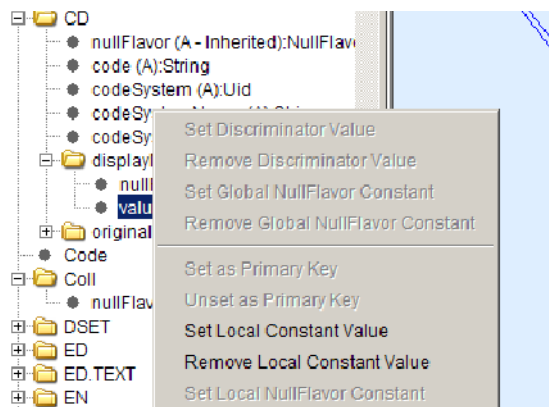 CD
nullFlavor (A - Inherited):NullFlav
code (A):String
codeSystem (A):Uid
codeSy
displayl
null
valu
original
Code
Coll
nullFlav
DSET
ED
ED.TEXT
EN
Set Discriminator Value
Remove Discriminator Value
Set Global NullFlavor Constant
Remove Global NullFlavor Constant
Set as Primary Key
Unset as Primary Key
Set Local Constant Value
Remove Local Constant Value
Set Local NullFlavor Constant